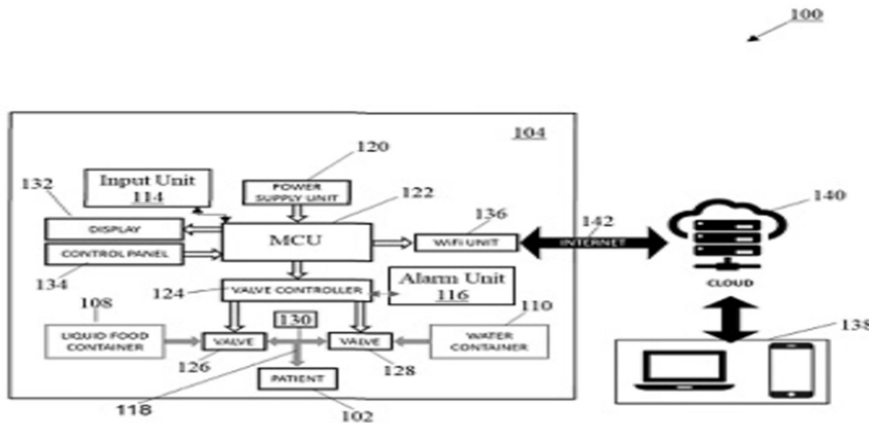 100
104
120
Input Unit
114
POWER
SUPPLY UNIT
132
122
140
DISPLAY
MCU
136
142
WIFI UNIT
INTERNET
CONTROL PANEL
134
CLOUD
124
VALVE CONTROLLER
Alarm Unit
116
108
110
138
130
LIQUID FOOD
CONTAINER
VALVE
VALVE
WATER
CONTAINER
126
128
PATIENT
118
102